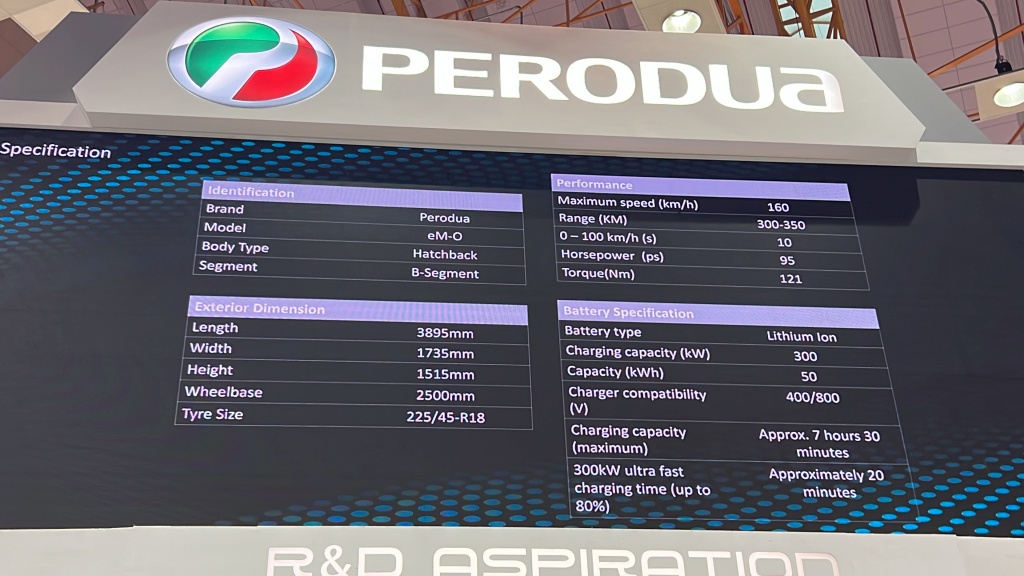 PERODUA
Specification
Identification
Brand Perodua
Model eM-O
Body Type Hatchback
Segment B-Segment
Exterior Dimension
Length 3895mm
Width 1735mm
Height 1515mm
Wheelbase 2500mm
Tyre Size 225/45-R18
Performance
Maximum speed (km/h) 160
Range (KM) 300-350
0 – 100 km/h (s) 10
Horsepower (ps) 95
Torque(Nm) 121
Battery Specification
Battery type Lithium Ion
Charging capacity (kW) 300
Capacity (kWh) 50
Charger compatibility
(V) 400/800
Charging capacity
(maximum)
Approx. 7 hours 30
minutes
300kW ultra fast
charging time (up to
80%)
Approximately 20
minutes
R&D ASPIRATION